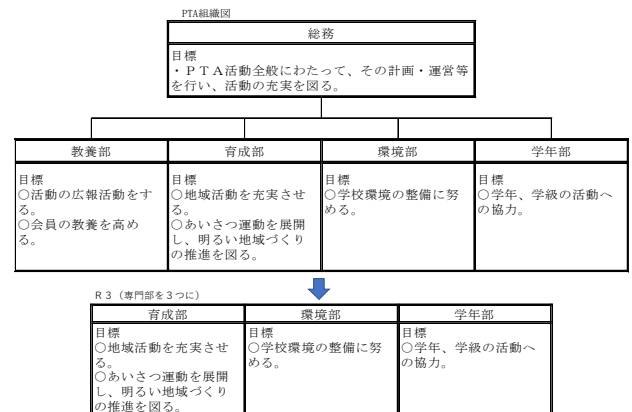 PTA組織図
総務
目標
・ＰＴＡ活動全般にわたって、その計画・運営等
を行い、活動の充実を図る。
教養部
目標
○活動の広報活動をす
る。
○会員の教養を高め
る。
育成部
目標
○地域活動を充実させ
る。
○あいさつ運動を展開
し、明るい地域づくり
の推進を図る。
環境部
目標
○学校環境の整備に努
める。
学年部
目標
○学年、学級の活動へ
の協力。
R３（専門部を３つに）
育成部
目標
○地域活動を充実させ
る。
○あいさつ運動を展開
し、明るい地域づくり
の推進を図る。
環境部
目標
○学校環境の整備に努
める。
学年部
目標
○学年、学級の活動へ
の協力。